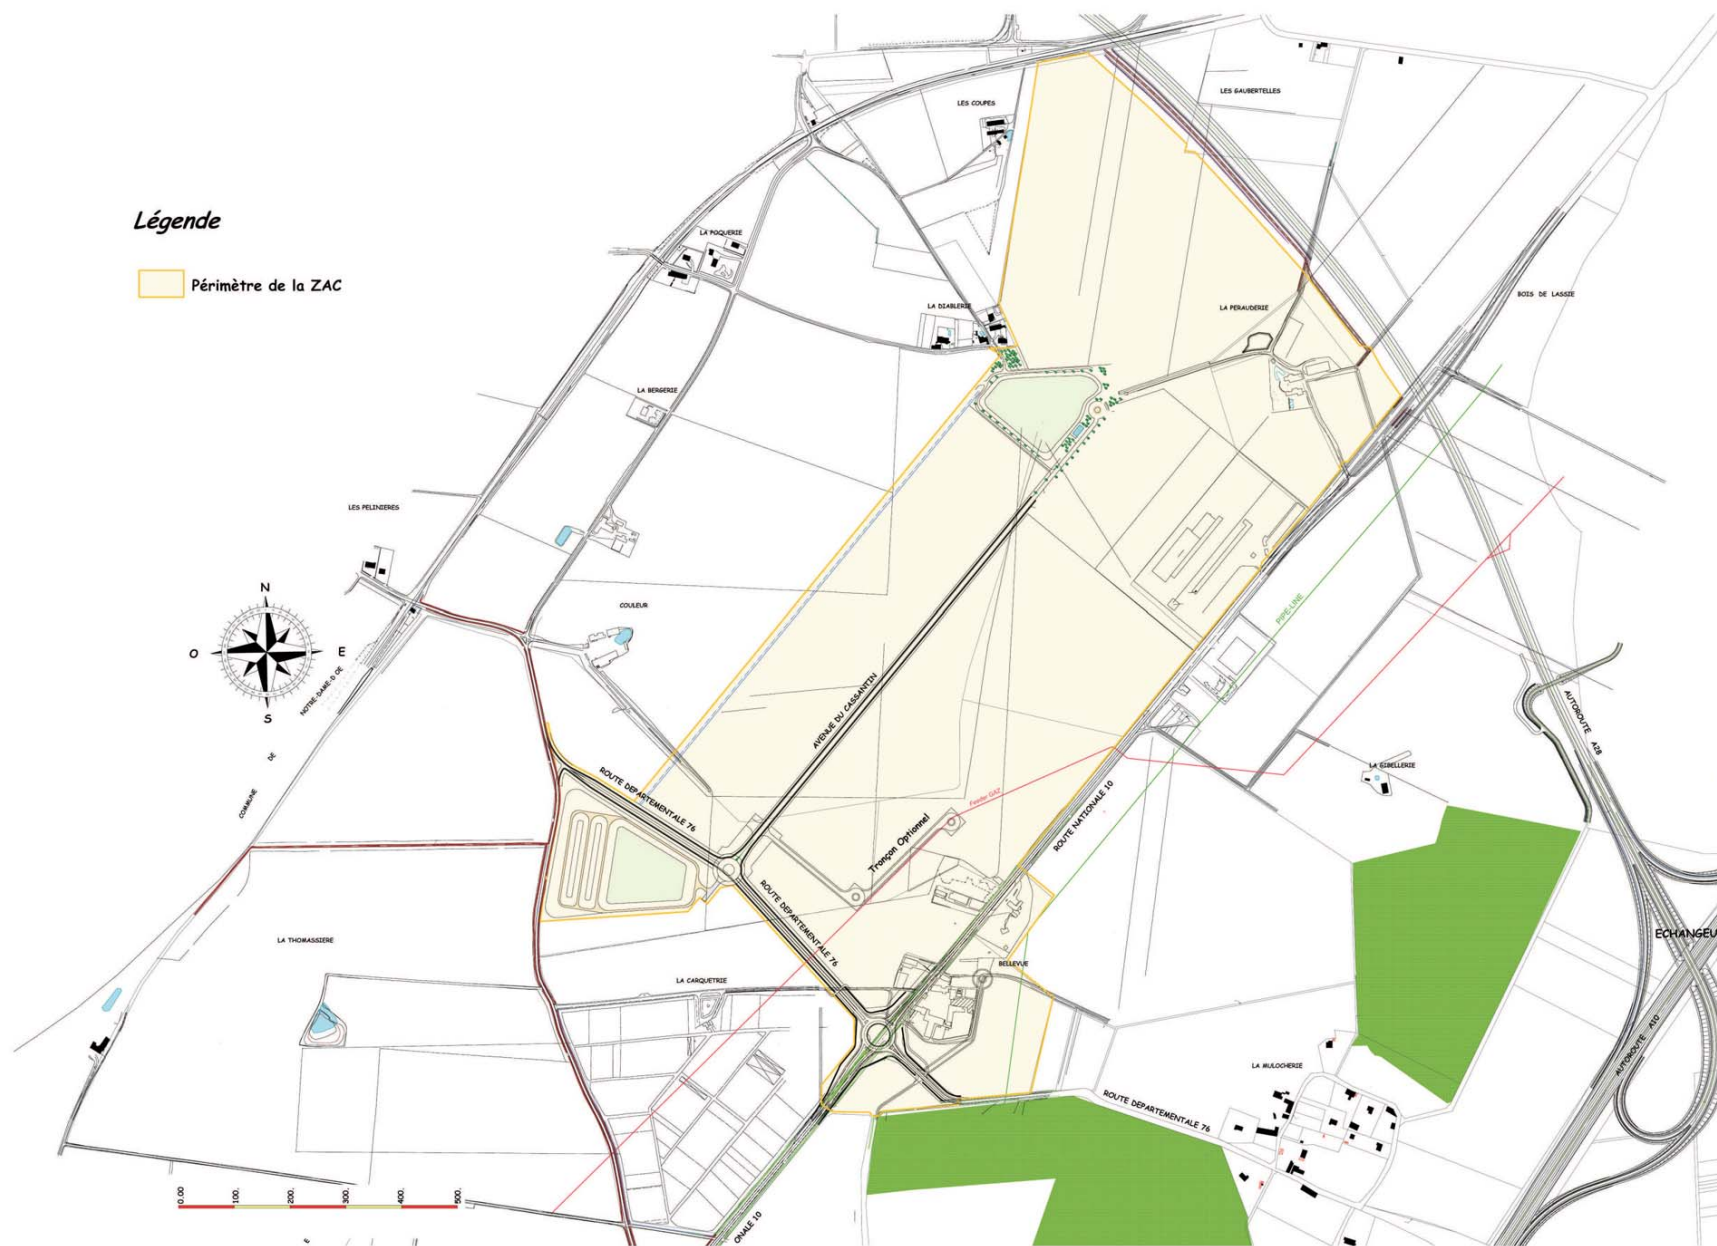 LES COUPES
LES GAUBERTELLES
Légende
LA POQUERIE
Périmètre de la ZAC
LA DIABLERIE
LA PERAUDERIE
BOIS DE LASSIE
LA BERGERIE
LES PELINIERES
N
COULEUR
PIPE-LINE
O
E
S
COMMUNE DE NOTRE-DAME-D OE
AVENUE DU CASSANTIN
AUTOROUTE A28
ROUTE DEPARTEMENTALE 76
LA GIBELLERIE
Feeder GAZ
ROUTE NATIONALE 10
Tronçon Optionnel
ROUTE DEPARTEMENTALE 76
LA THOMASSIERE
ECHANGEU
BELLEVUE
LA CARQUETRIE
AUTOROUTE A10
LA MULOCHERIE
ROUTE DEPARTEMENTALE 76
0.00 100. 200. 300. 400. 500.
ONALE 10